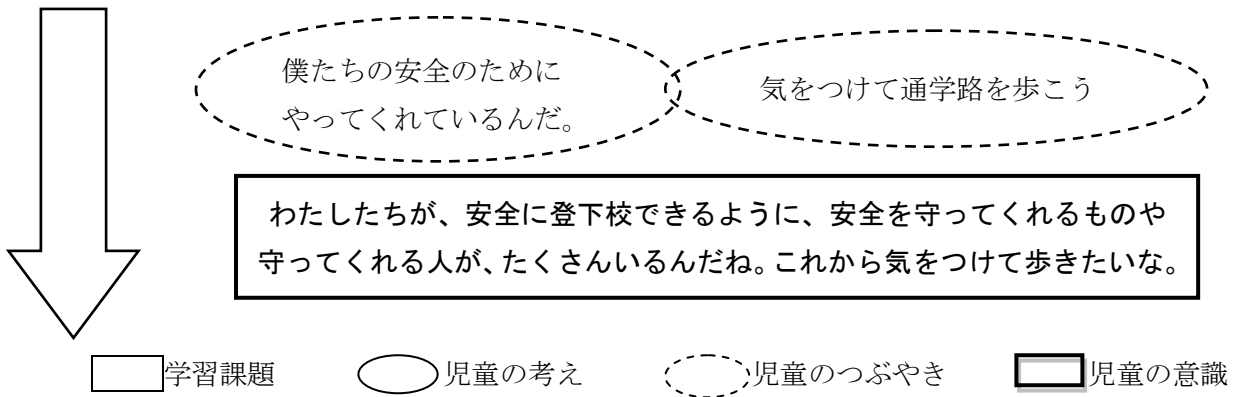 僕たちの安全のために
やってくれているんだ。
気をつけて通学路を歩こう
わたしたちが、安全に登下校できるように、安全を守ってくれるものや
守ってくれる人が、たくさんいるんだね。これから気をつけて歩きたいな。
学習課題 児童の考え 児童のつぶやき 児童の意識